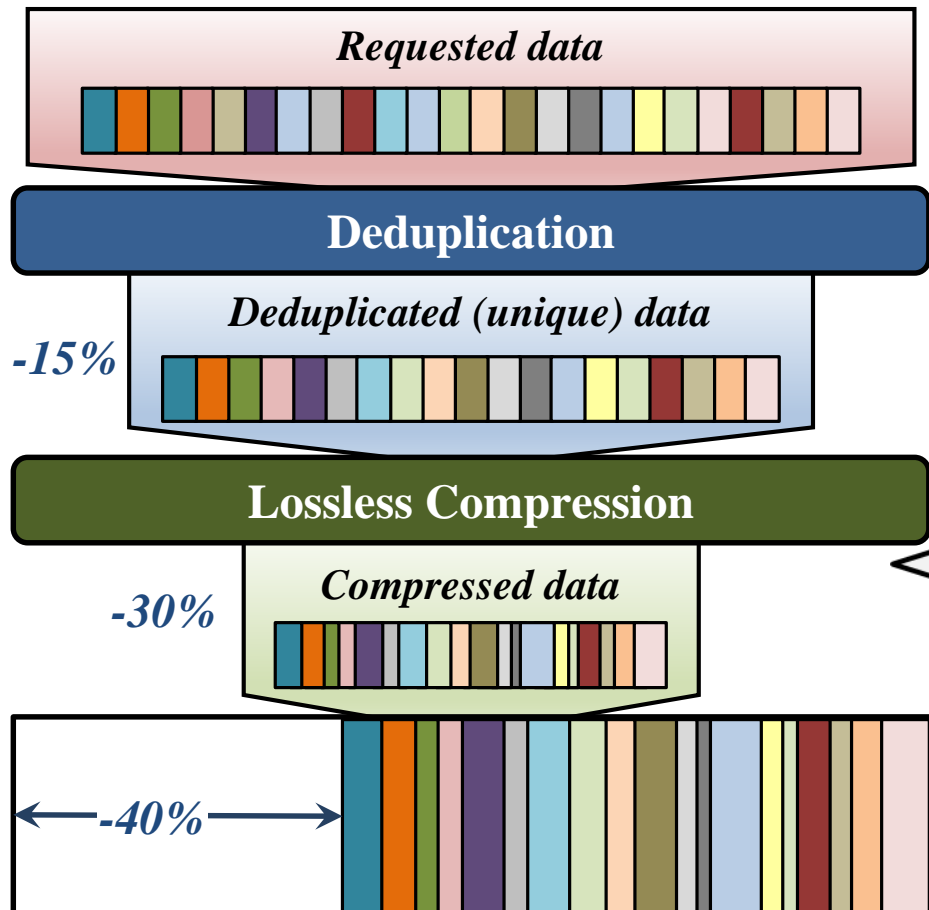 Requested data
Deduplication
Deduplicated (unique) data
-15%
Lossless Compression
Compressed data
-30%
-40%